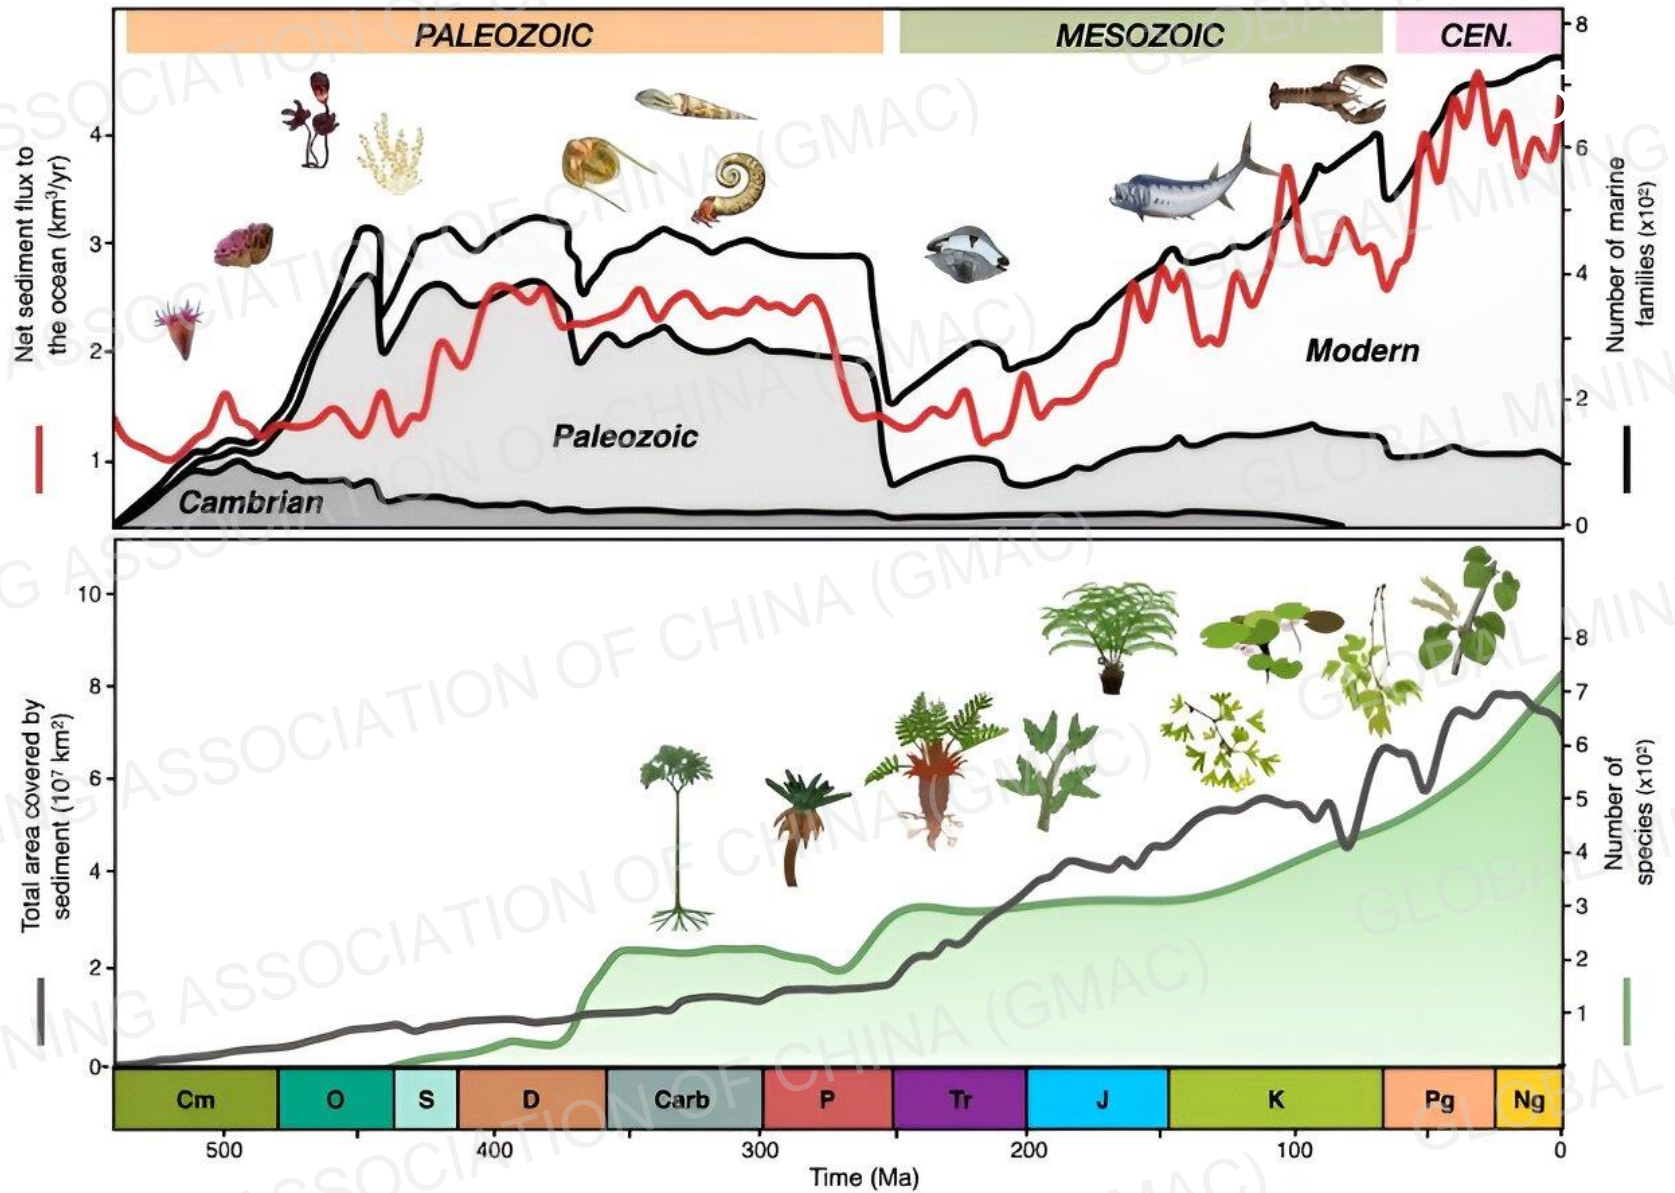 PALEOZOIC
MESOZOIC
CEN.
Net sediment flux to
the ocean (km³/yr)
4
3
2
1
8
6
4
2
0
Number of marine
families (x10²)
Modern
Paleozoic
Cambrian
Total area covered by
sediment (10⁷ km²)
10
8
6
4
2
0
8
7
6
5
4
3
2
1
Number of
species (x10²)
Cm
O
S
D
Carb
P
Tr
J
K
Pg
Ng
500
400
300
200
100
0
Time (Ma)
GLOBAL MINING ASSOCIATION OF CHINA (GMAC)